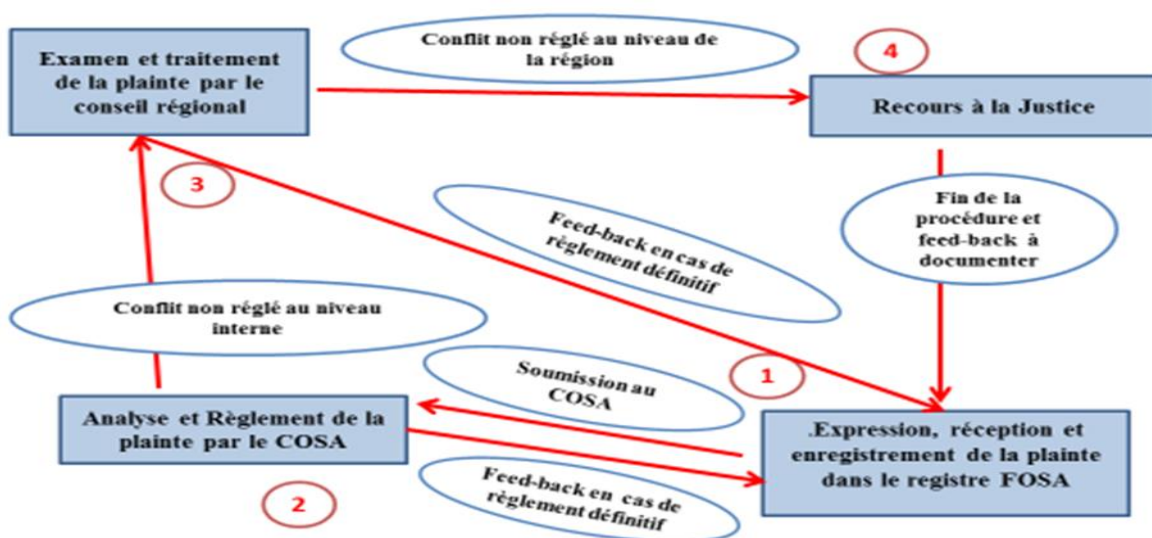 Examen et traitement
de la plainte par le
conseil régional
Conflit non réglé au niveau de
la région
4
Recours à la Justice
3
Feed-back en cas de
règlement définitif
Fin de la
procédure et
feed-back à
documenter
Conflit non réglé au niveau
interne
1
Soumission au
COSA
Analyse et Règlement de la
plainte par le COSA
.Expression, réception et
enregistrement de la plainte
dans le registre FOSA
2
Feed-back en cas de
règlement définitif